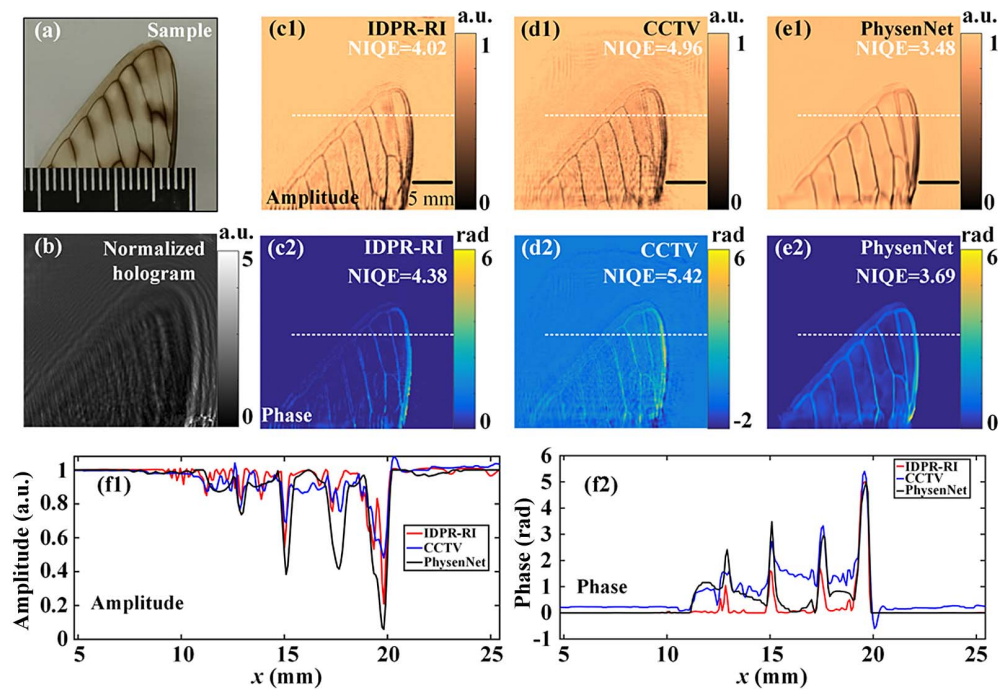 (a)
Sample
(c1)
IDPR-RI
a.u.
NIQE=4.02
1
0
Amplitude
5 mm
(d1)
CCTV
a.u.
NIQE=4.96
1
0
(e1)
PhysenNet
a.u.
NIQE=3.48
1
0
(b)
Normalized
hologram
a.u.
5
0
(c2)
IDPR-RI
rad
NIQE=4.38
6
0
Phase
(d2)
CCTV
rad
NIQE=5.42
6
-2
(e2)
PhysenNet
rad
NIQE=3.69
6
0
(f1)
Amplitude (a.u.)
1
0.8
0.6
0.4
0.2
0
IDPR-RI
CCTV
PhysenNet
Amplitude
5 10 15 20 25
x (mm)
(f2)
Phase (rad)
6
5
4
3
2
1
0
-1
IDPR-RI
CCTV
PhysenNet
Phase
5 10 15 20 25
x (mm)